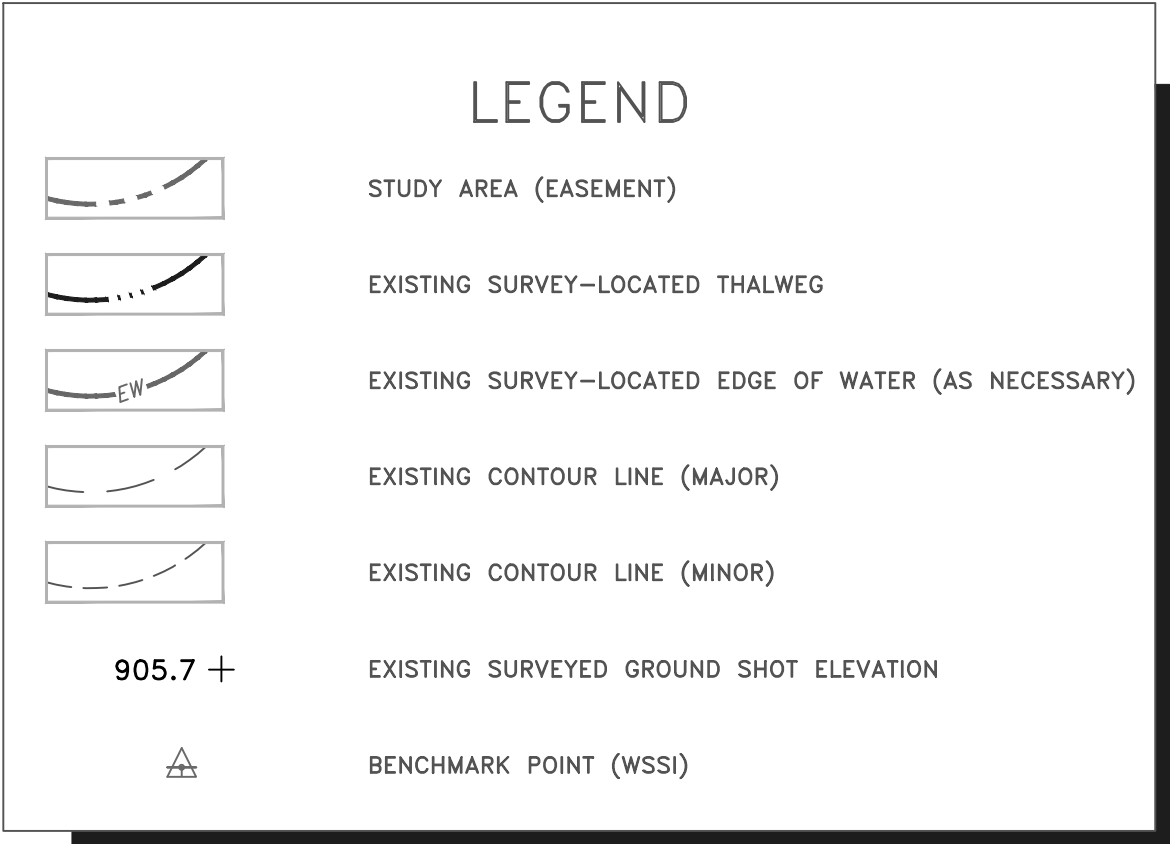 LEGEND
STUDY AREA (EASEMENT)
EXISTING SURVEY-LOCATED THALWEG
EW EXISTING SURVEY-LOCATED EDGE OF WATER (AS NECESSARY)
EXISTING CONTOUR LINE (MAJOR)
EXISTING CONTOUR LINE (MINOR)
905.7 + EXISTING SURVEYED GROUND SHOT ELEVATION
BENCHMARK POINT (WSSI)